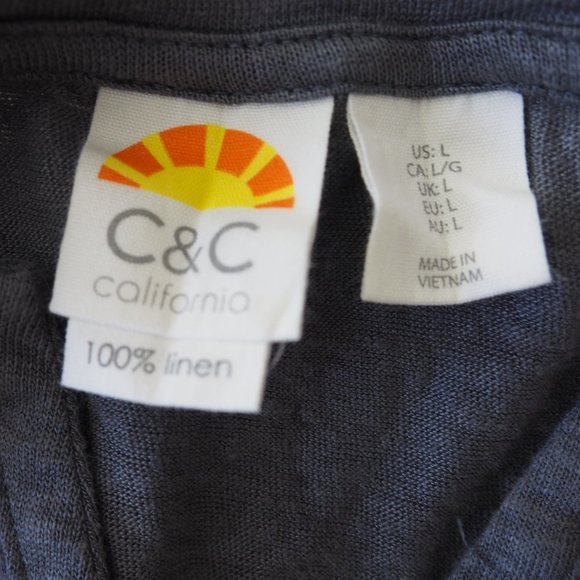 C&C
california
100% linen
US: L
CA: L/G
UK: L
EU: L
AU: L
MADE IN
VIETNAM